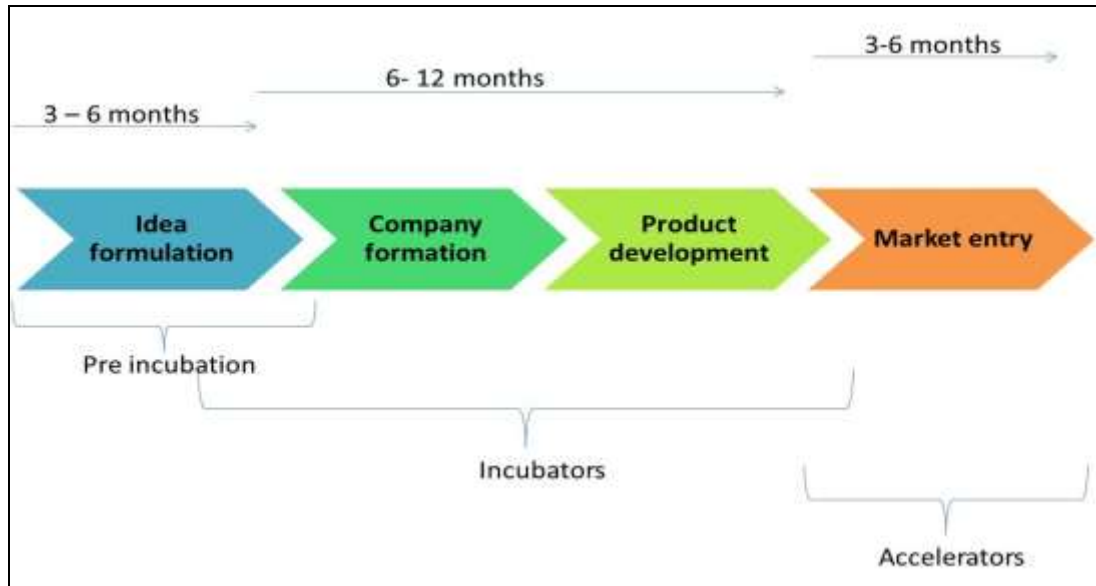 3-6 months
6- 12 months
3 – 6 months
Idea
formulation
Company
formation
Product
development
Market entry
Pre incubation
Incubators
Accelerators